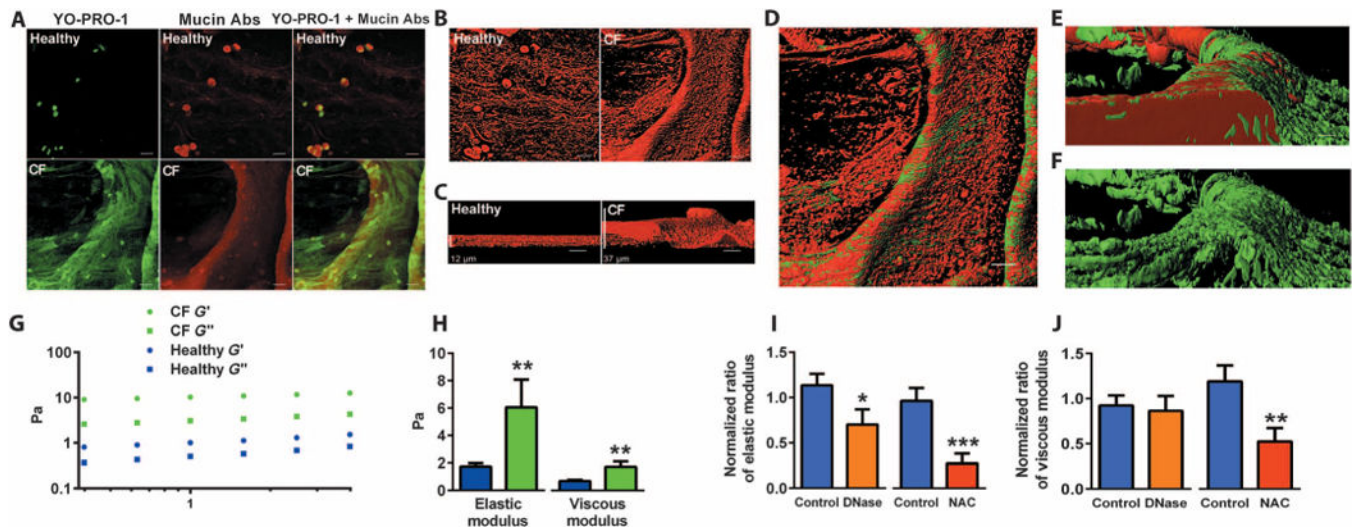 A
YO-PRO-1
Mucin Abs
YO-PRO-1 + Mucin Abs
Healthy
Healthy
Healthy
CF
CF
CF
B
Healthy
CF
C
Healthy
CF
12 μm
37 μm
D
E
F
G
CF G'
CF G''
Healthy G'
Healthy G''
Pa
100
10
1
0.1
1
H
Pa
10
8
6
4
2
0
**
**
Elastic
modulus
Viscous
modulus
I
Normalized ratio
of elastic modulus
1.5
1.0
0.5
0.0
*
***
Control
DNase
Control
NAC
J
Normalized ratio
of viscous modulus
1.5
1.0
0.5
0.0
**
Control
DNase
Control
NAC